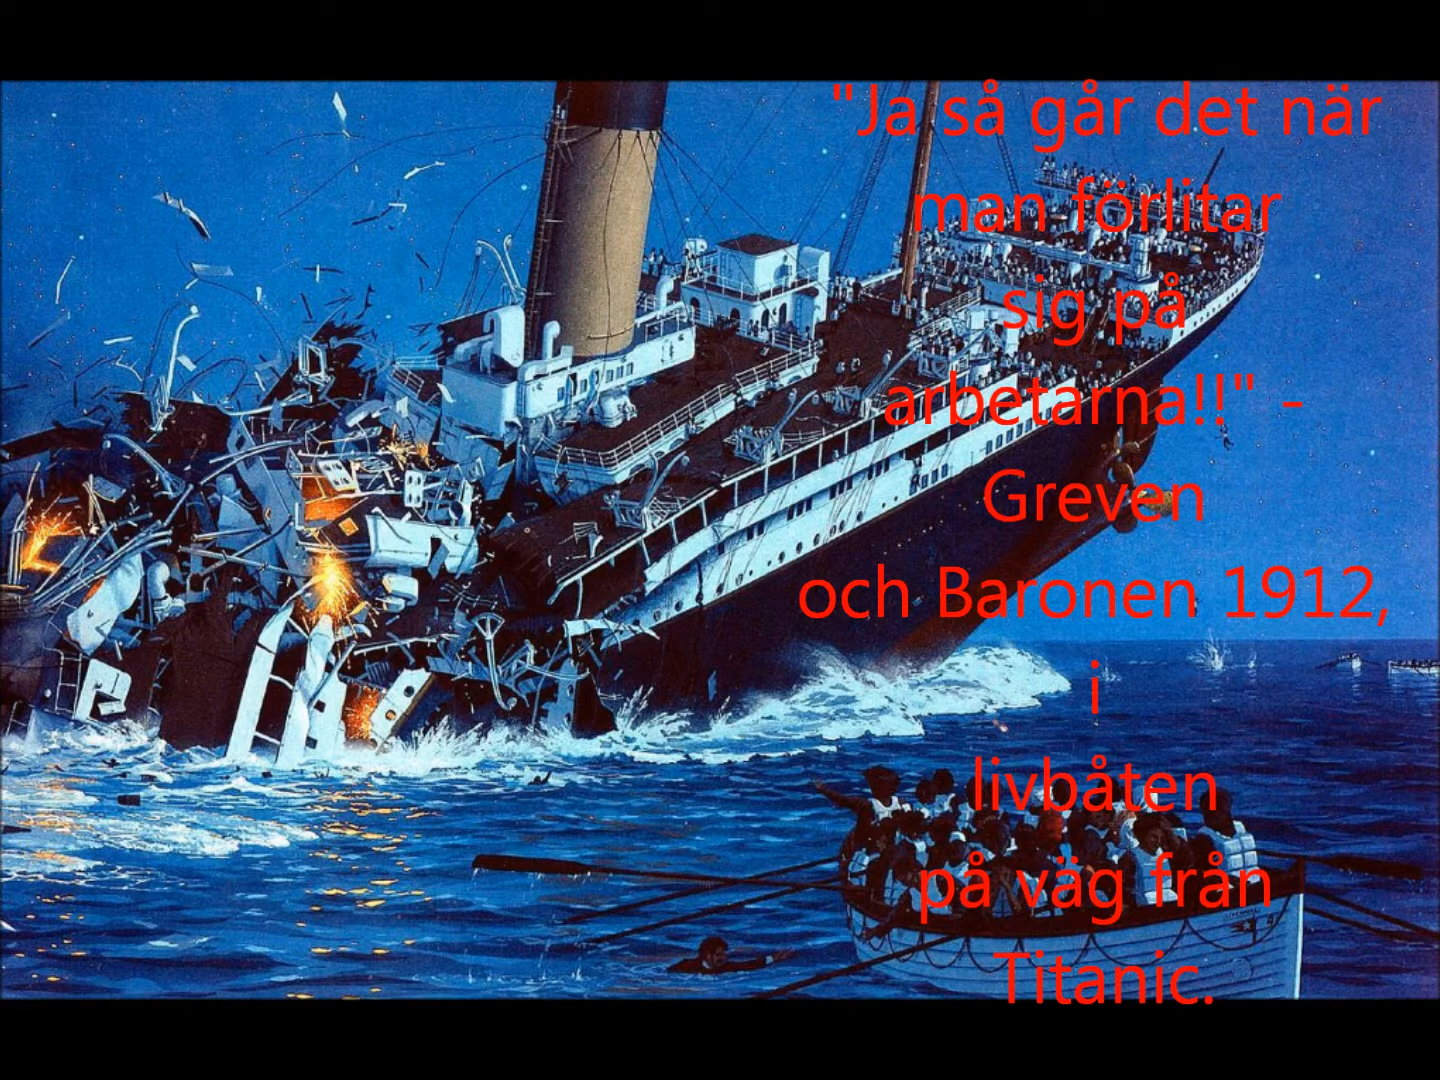 "Ja så går det när
man förlitar
sig på
arbetarna!!" -
Greven
och Baronen 1912,
i
livbåten
på väg från
Titanic.